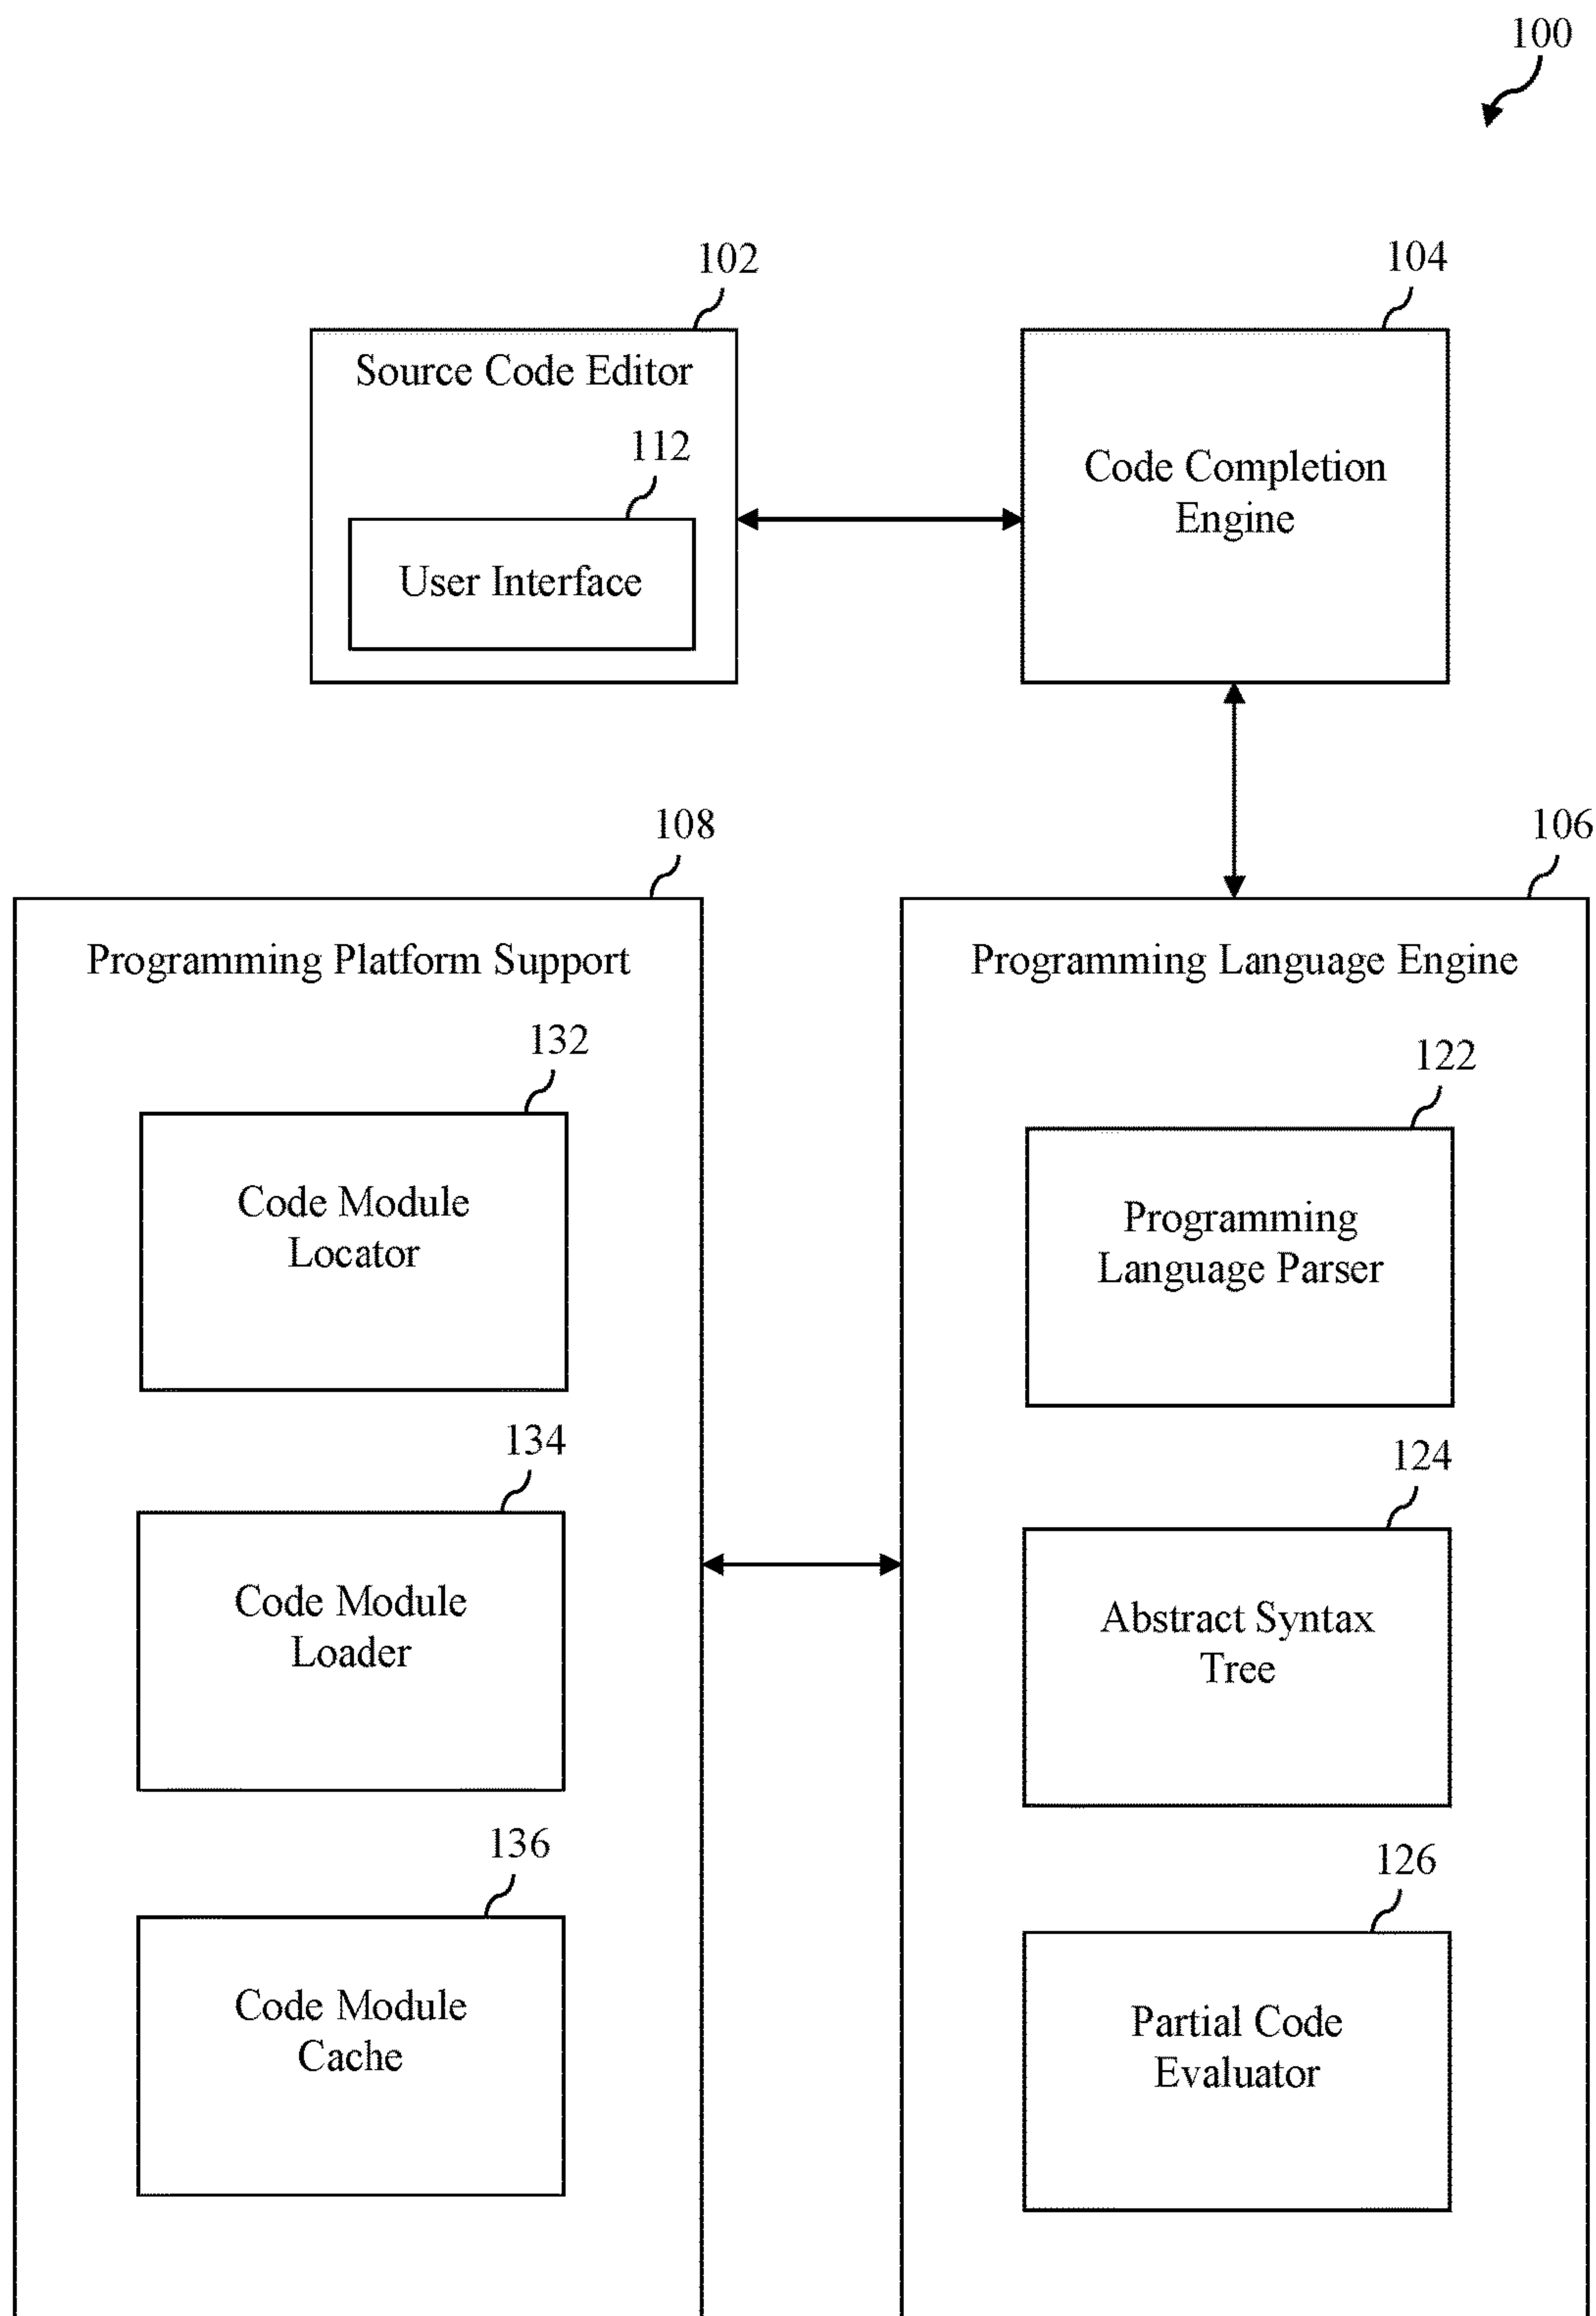 100
102
104
Source Code Editor
112
User Interface
Code Completion
Engine
108
106
Programming Platform Support
Programming Language Engine
132
Code Module
Locator
122
Programming
Language Parser
134
Code Module
Loader
124
Abstract Syntax
Tree
136
Code Module
Cache
126
Partial Code
Evaluator